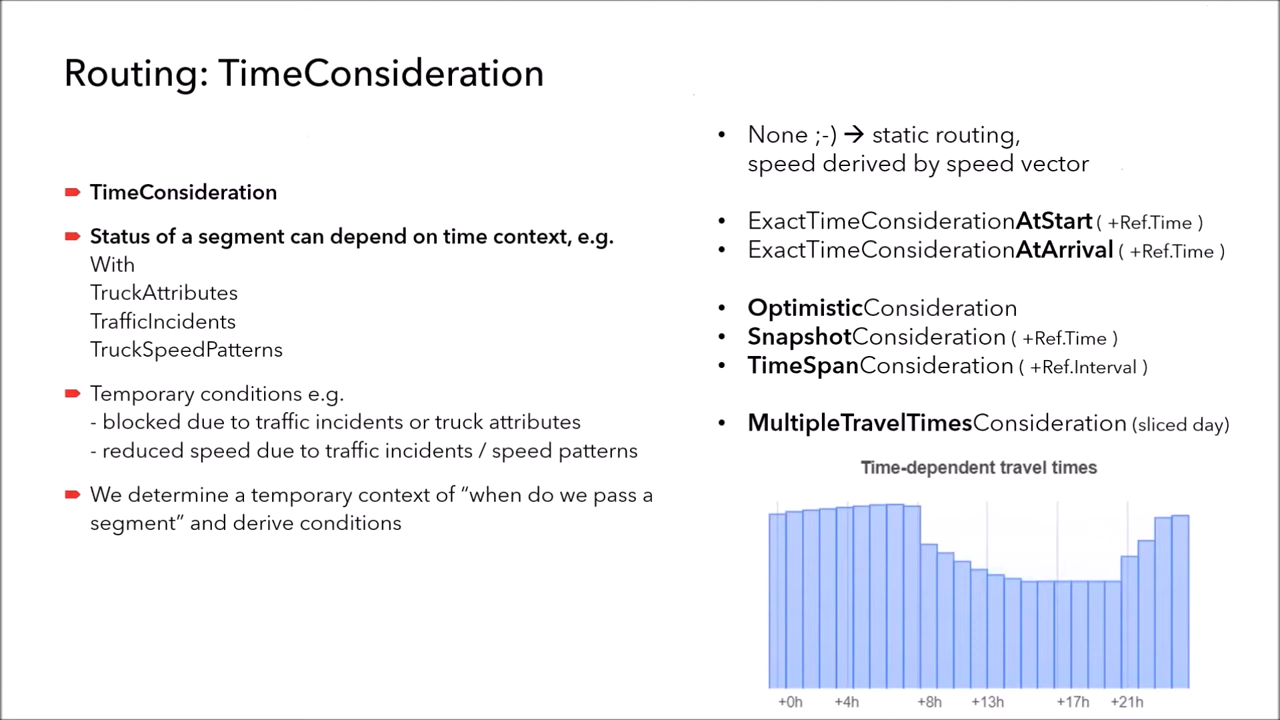 Routing: TimeConsideration
TimeConsideration
Status of a segment can depend on time context, e.g.
With
TruckAttributes
TrafficIncidents
TruckSpeedPatterns
Temporary conditions e.g.
- blocked due to traffic incidents or truck attributes
- reduced speed due to traffic incidents / speed patterns
We determine a temporary context of “when do we pass a
segment” and derive conditions
• None ;-) → static routing,
speed derived by speed vector
• ExactTimeConsiderationAtStart ( +Ref.Time )
• ExactTimeConsiderationAtArrival ( +Ref.Time )
• OptimisticConsideration
• SnapshotConsideration ( +Ref.Time )
• TimeSpanConsideration ( +Ref.Interval )
• MultipleTravelTimesConsideration (sliced day)
Time-dependent travel times
+0h +4h +8h +13h +17h +21h